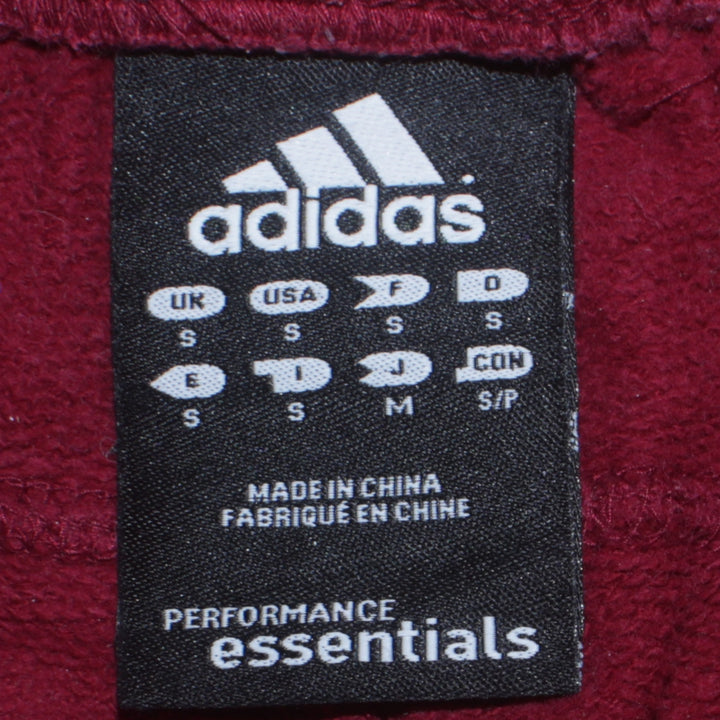 adidas
UK USA F D
S S S S
E I J CON
S S M S/P
MADE IN CHINA
FABRIQUÉ EN CHINE
PERFORMANCE
essentials